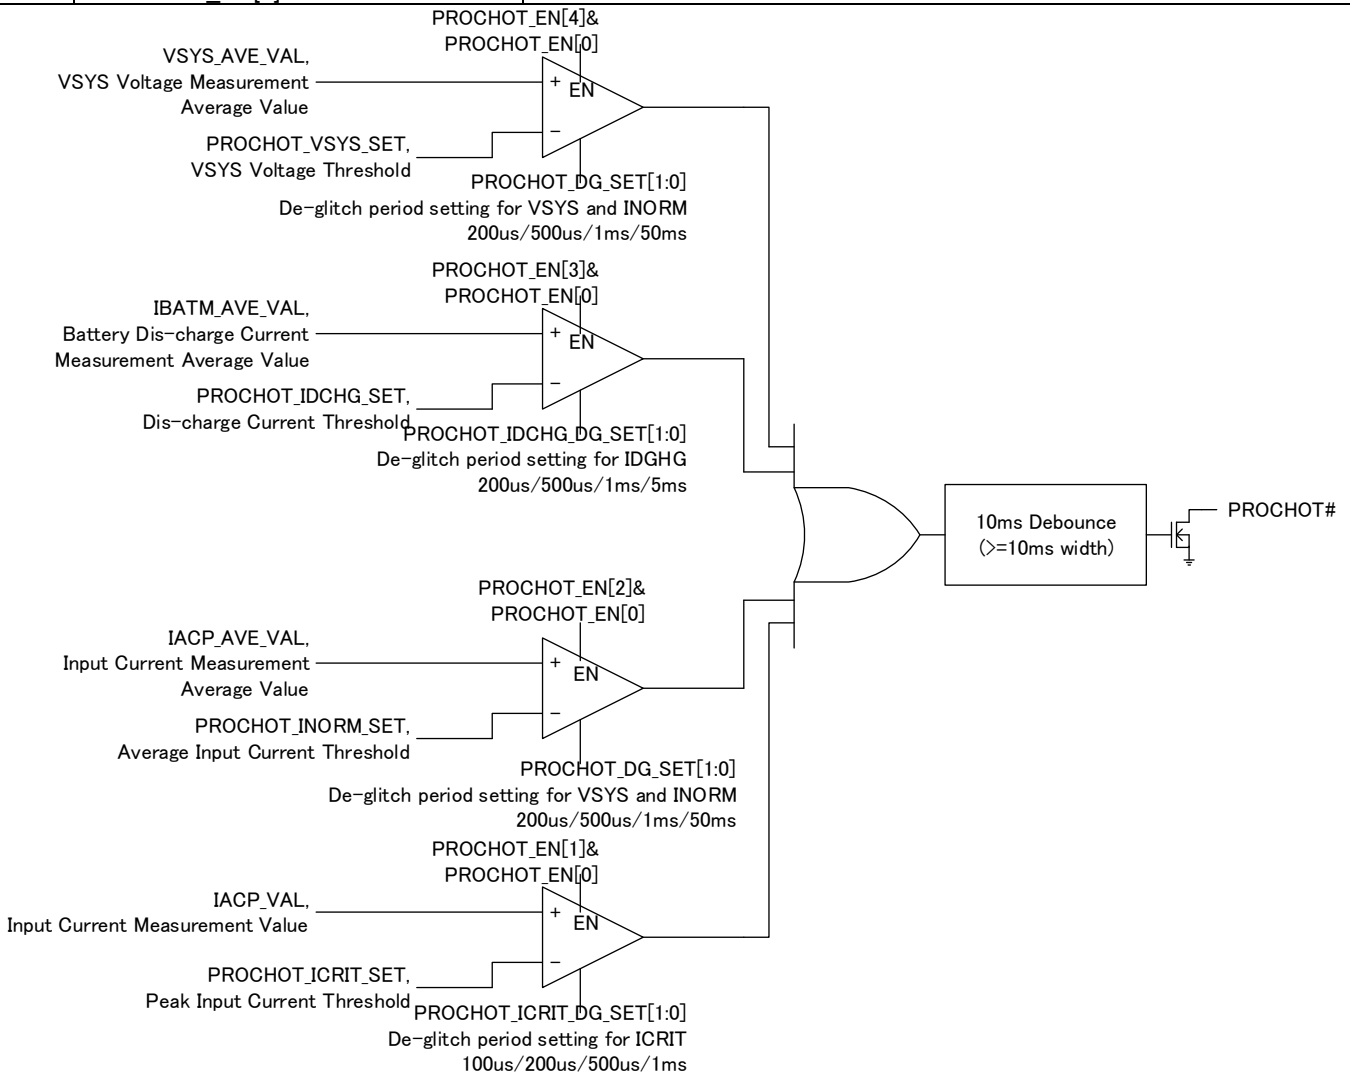 PROCHOT_EN[4]&
PROCHOT_EN[0]
VSYS_AVE_VAL,
VSYS Voltage Measurement
Average Value
+
EN
−
PROCHOT_VSYS_SET,
VSYS Voltage Threshold
PROCHOT_DG_SET[1:0]
De-glitch period setting for VSYS and INORM
200us/500us/1ms/50ms
PROCHOT_EN[3]&
PROCHOT_EN[0]
IBATM_AVE_VAL,
Battery Dis-charge Current
Measurement Average Value
+
EN
−
PROCHOT_IDCHG_SET,
Dis-charge Current Threshold
PROCHOT_IDCHG_DG_SET[1:0]
De-glitch period setting for IDGHG
200us/500us/1ms/5ms
10ms Debounce
(>=10ms width)
PROCHOT#
PROCHOT_EN[2]&
PROCHOT_EN[0]
IACP_AVE_VAL,
Input Current Measurement
Average Value
+
EN
−
PROCHOT_INORM_SET,
Average Input Current Threshold
PROCHOT_DG_SET[1:0]
De-glitch period setting for VSYS and INORM
200us/500us/1ms/50ms
PROCHOT_EN[1]&
PROCHOT_EN[0]
IACP_VAL,
Input Current Measurement Value
+
EN
−
PROCHOT_ICRIT_SET,
Peak Input Current Threshold
PROCHOT_ICRIT_DG_SET[1:0]
De-glitch period setting for ICRIT
100us/200us/500us/1ms